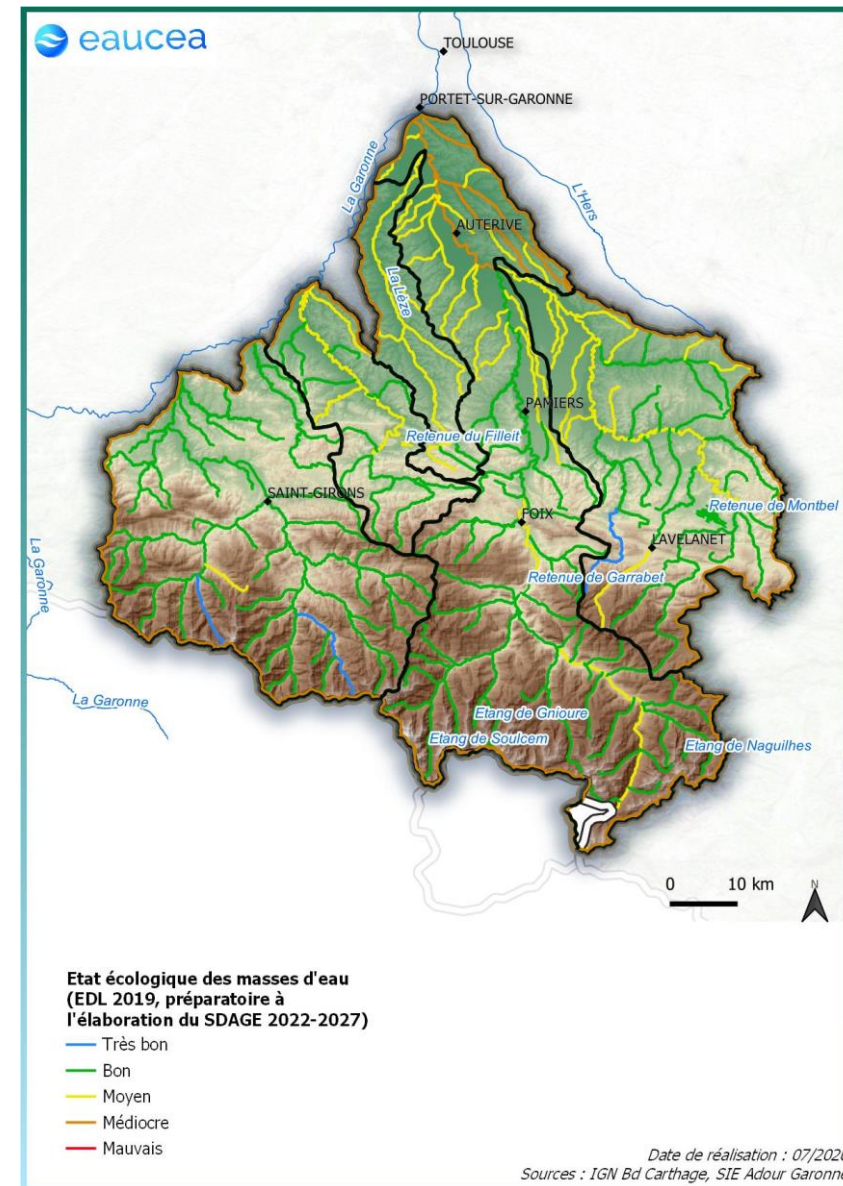 eaucea
TOULOUSE
PORTET-SUR-GARONNE
La Garonne
L'Hers
AUTERIVE
La Lèze
PAMIERS
Retenue du Filleit
SAINT-GIRONS
Retenue de Montbel
FOIX
LAVELANET
La Garonne
Retenue de Garrabet
La Garonne
Etang de Gnioure
Etang de Soulcem
Etang de Naguilhes
0 10 km
N
Etat écologique des masses d'eau
(EDL 2019, préparatoire à
l'élaboration du SDAGE 2022-2027)
Très bon
Bon
Moyen
Médiocre
Mauvais
Date de réalisation : 07/2020
Sources : IGN Bd Carthage, SIE Adour Garonne